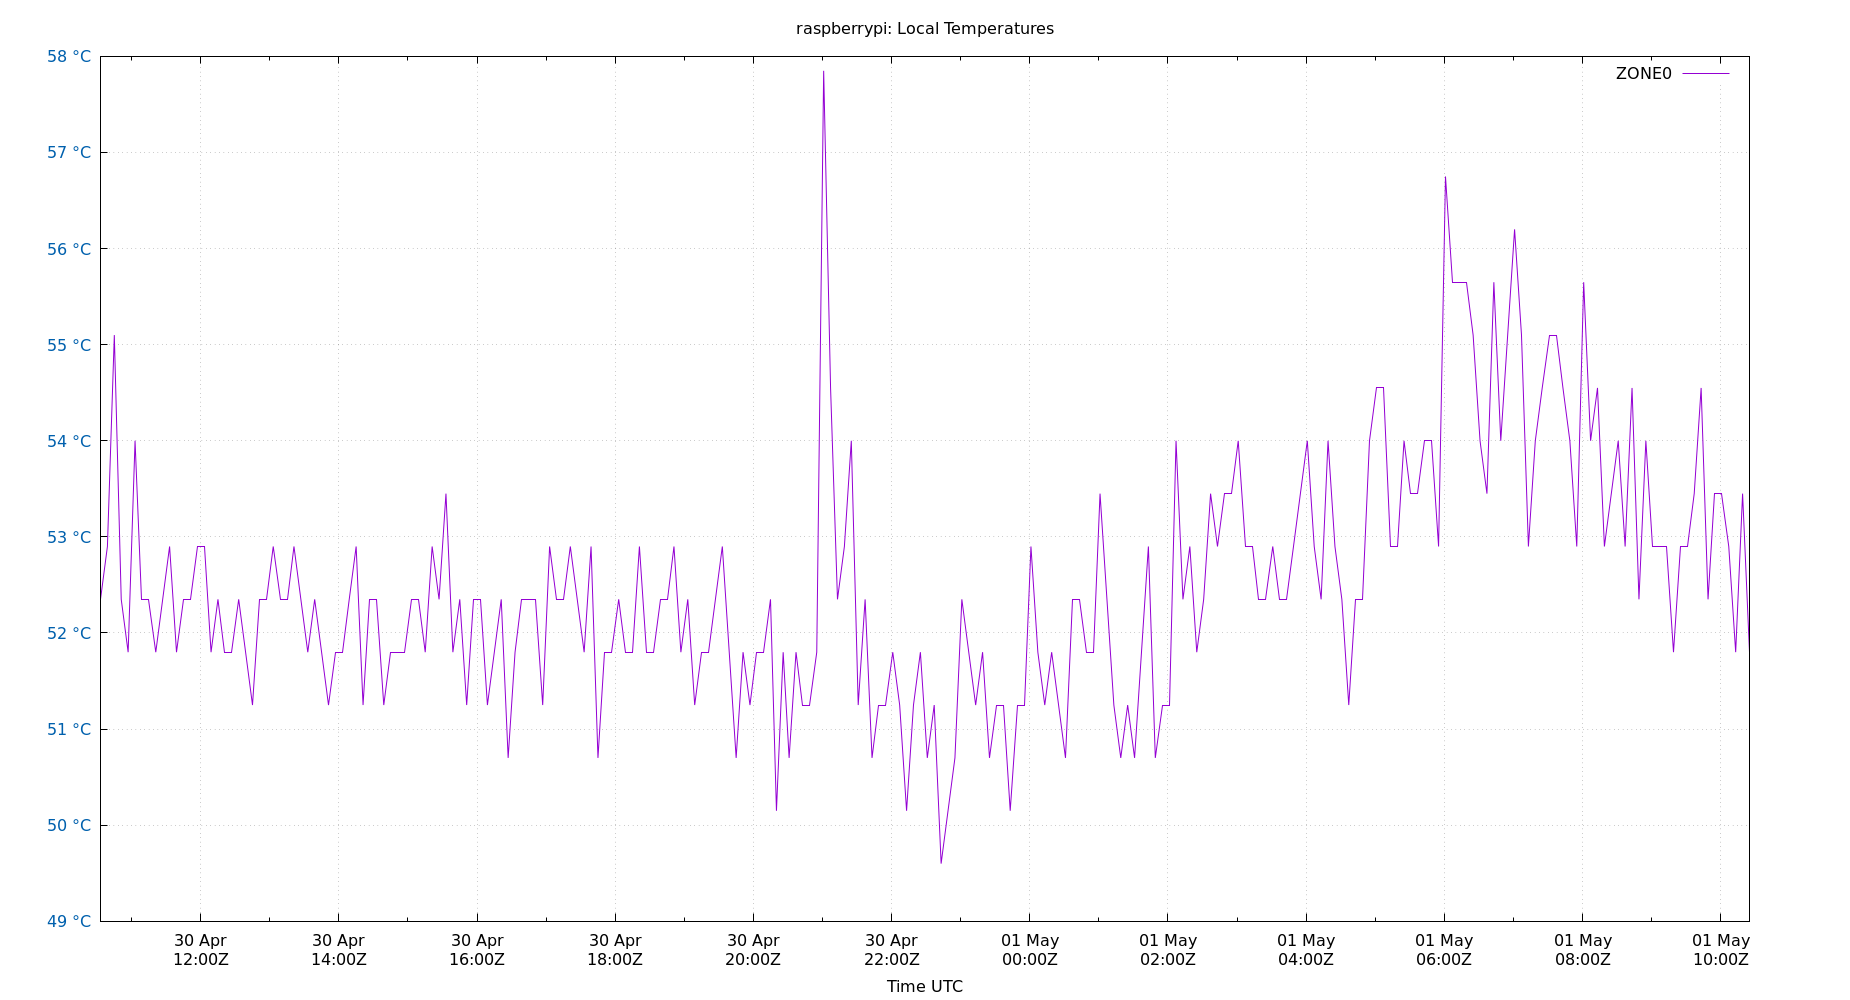 raspberrypi: Local Temperatures
58 °C
ZONE0
57 °C
56 °C
55 °C
54 °C
53 °C
52 °C
51 °C
50 °C
49 °C
30 Apr 30 Apr 30 Apr 30 Apr 30 Apr 30 Apr 01 May 01 May 01 May 01 May 01 May 01 May
12:00Z 14:00Z 16:00Z 18:00Z 20:00Z 22:00Z 00:00Z 02:00Z 04:00Z 06:00Z 08:00Z 10:00Z
Time UTC